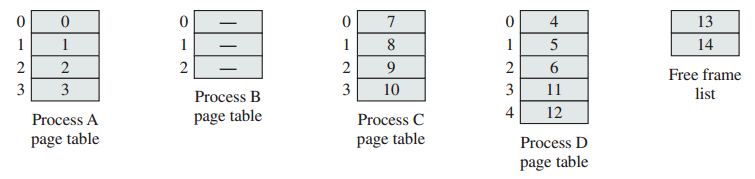 0 0
1 1
2 2
3 3
Process A
page table
0 —
1 —
2 —
Process B
page table
0 7
1 8
2 9
3 10
Process C
page table
0 4
1 5
2 6
3 11
4 12
Process D
page table
13
14
Free frame
list